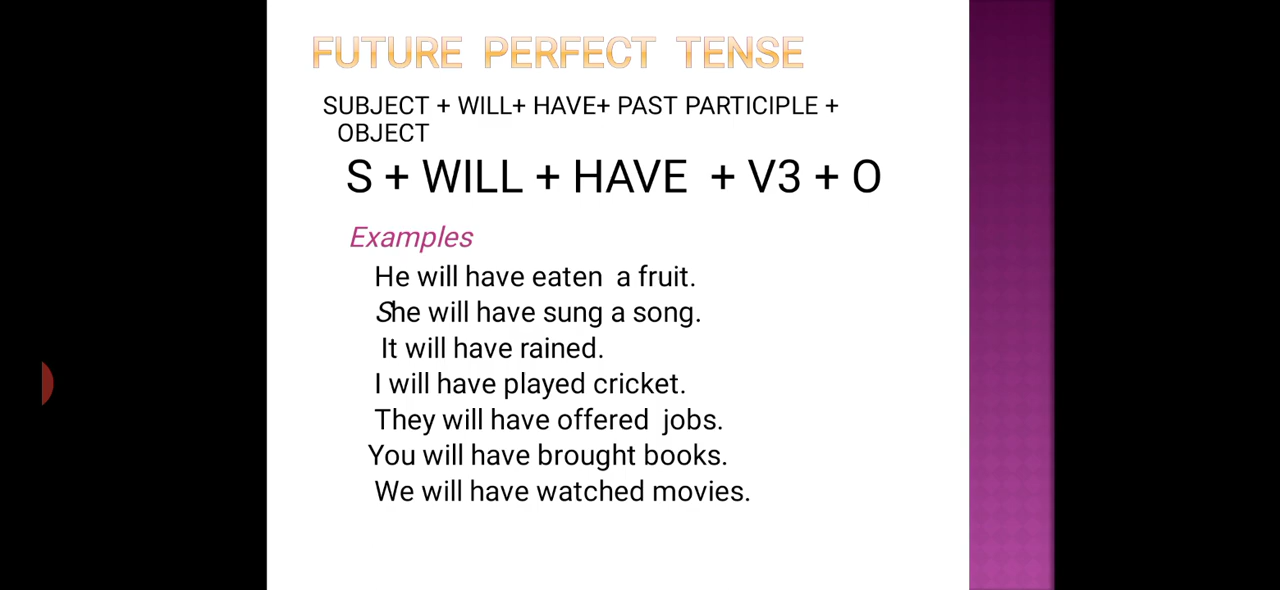 FUTURE PERFECT TENSE
SUBJECT + WILL+ HAVE+ PAST PARTICIPLE +
OBJECT
S + WILL + HAVE + V3 + O
Examples
He will have eaten a fruit.
She will have sung a song.
It will have rained.
I will have played cricket.
They will have offered jobs.
You will have brought books.
We will have watched movies.